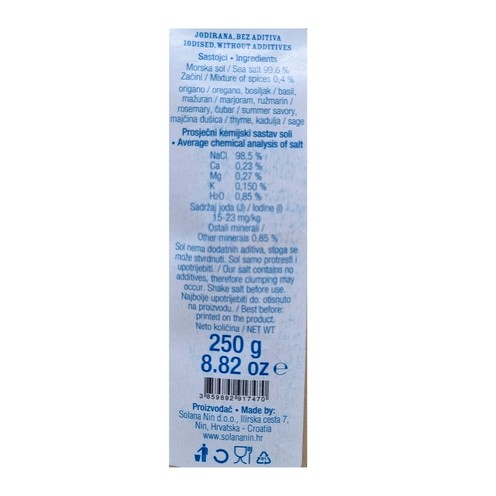 JODIRANA, BEZ ADITIVA
IODISED, WITHOUT ADDITIVES
Sastojci • Ingredients
Morska sol / Sea salt 99,6 %
Začini / Mixture of spices 0,4 %
origano / oregano, bosiljak / basil,
mažuran / marjoram, ružmarin /
rosemary, čubar / summer savory,
majčina dušica / thyme, kadulja / sage
Prosječni kemijski sastav soli
• Average chemical analysis of salt
NaCl 98,5 %
Ca 0,23 %
Mg 0,27 %
K 0,150 %
H2O 0,85 %
Sadržaj joda (J) / Iodine (I)
15-23 mg/kg
Ostali minerali /
Other minerals 0,85 %
Sol nema dodatnih aditiva, stoga se
može stvrdnuti. Sol samo protresti i
upotrijebiti. / Our salt contains no
additives, therefore clumping may
occur. Shake salt before use.
Najbolje upotrijebiti do: otisnuto
na proizvodu. / Best before:
printed on the product.
Neto količina / NET WT
250 g
8.82 oz ℮
3 859892 917470
Proizvođač • Made by:
Solana Nin d.o.o., Ilirska cesta 7,
Nin, Hrvatska - Croatia
www.solananin.hr